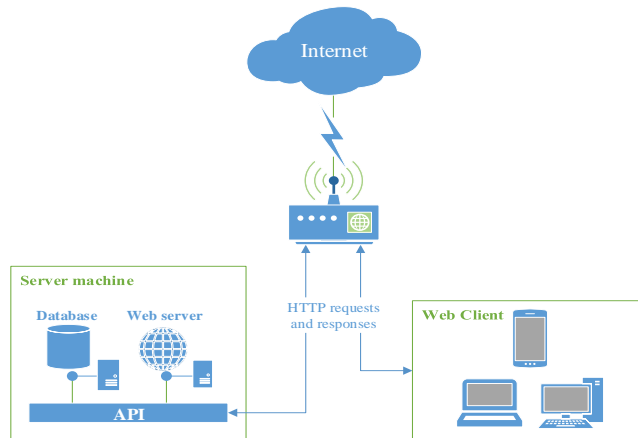 Internet
Server machine
Database
Web server
API
HTTP requests
and responses
Web Client